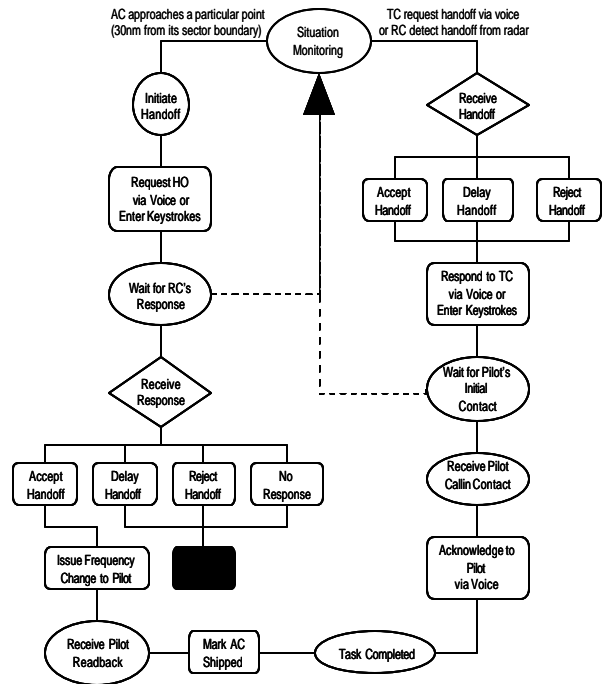 AC approaches a particular point
(30nm from its sector boundary)
Situation
Monitoring
TC request handoff via voice
or RC detect handoff from radar
Initiate
Handoff
Request HO
via Voice or
Enter Keystrokes
Wait for RC's
Response
Receive
Response
Accept
Handoff
Delay
Handoff
Reject
Handoff
No
Response
Issue Frequency
Change to Pilot
Receive Pilot
Readback
Mark AC
Shipped
Task Completed
Receive
Handoff
Accept
Handoff
Delay
Handoff
Reject
Handoff
Respond to TC
via Voice or
Enter Keystrokes
Wait for Pilot's
Initial
Contact
Receive Pilot
Callin Contact
Acknowledge to
Pilot
via Voice